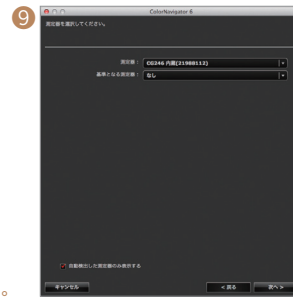 9
ColorNavigator 6
測定器を選択してください。
測定器： CG246 内蔵(21988112)
基準となる測定器： なし
自動検出した測定器のみ表示する
キャンセル < 戻る 次へ >
。